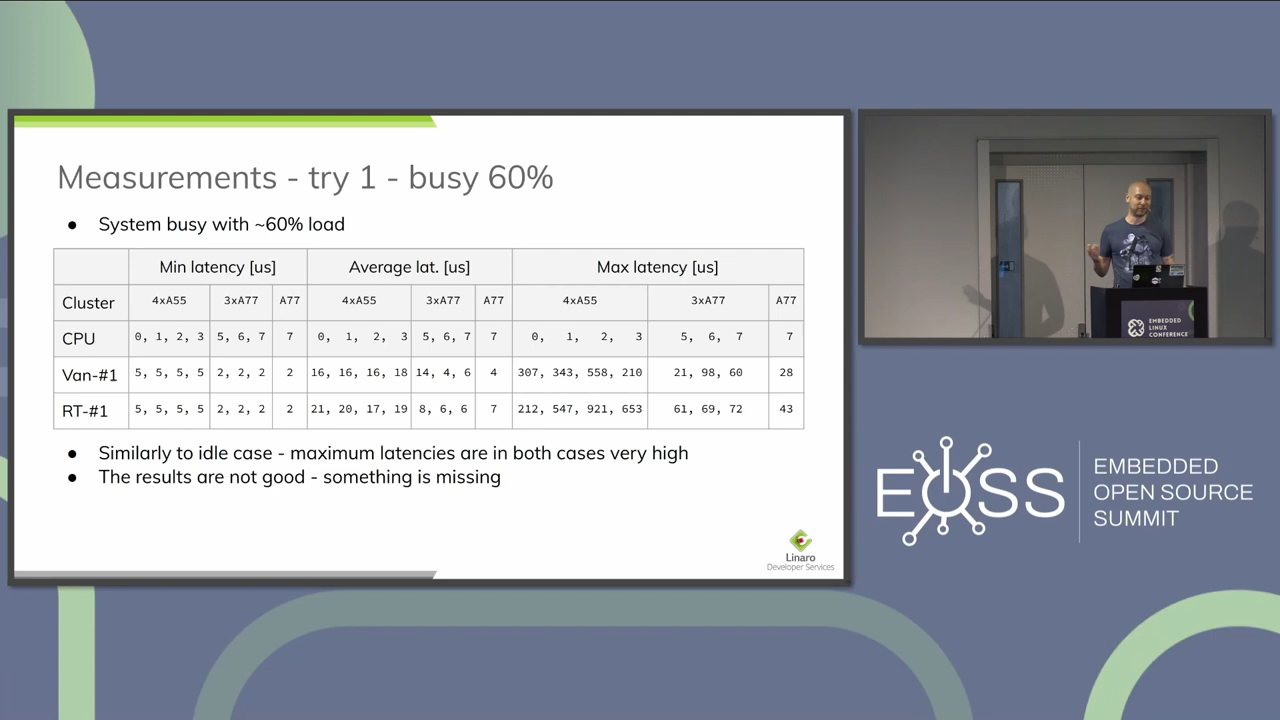 Measurements - try 1 - busy 60%
● System busy with ~60% load
Min latency [us] Average lat. [us] Max latency [us]
Cluster 4xA55 3xA77 A77 4xA55 3xA77 A77 4xA55 3xA77 A77
CPU 0, 1, 2, 3 5, 6, 7 7 0, 1, 2, 3 5, 6, 7 7 0, 1, 2, 3 5, 6, 7 7
Van-#1 5, 5, 5, 5 2, 2, 2 2 16, 16, 16, 18 14, 4, 6 4 307, 343, 558, 210 21, 98, 60 28
RT-#1 5, 5, 5, 5 2, 2, 2 2 21, 20, 17, 19 8, 6, 6 7 212, 547, 921, 653 61, 69, 72 43
● Similarly to idle case - maximum latencies are in both cases very high
● The results are not good - something is missing
Linaro
Developer Services
EMBEDDED
LINUX
CONFERENCE
EOSS
EMBEDDED
OPEN SOURCE
SUMMIT